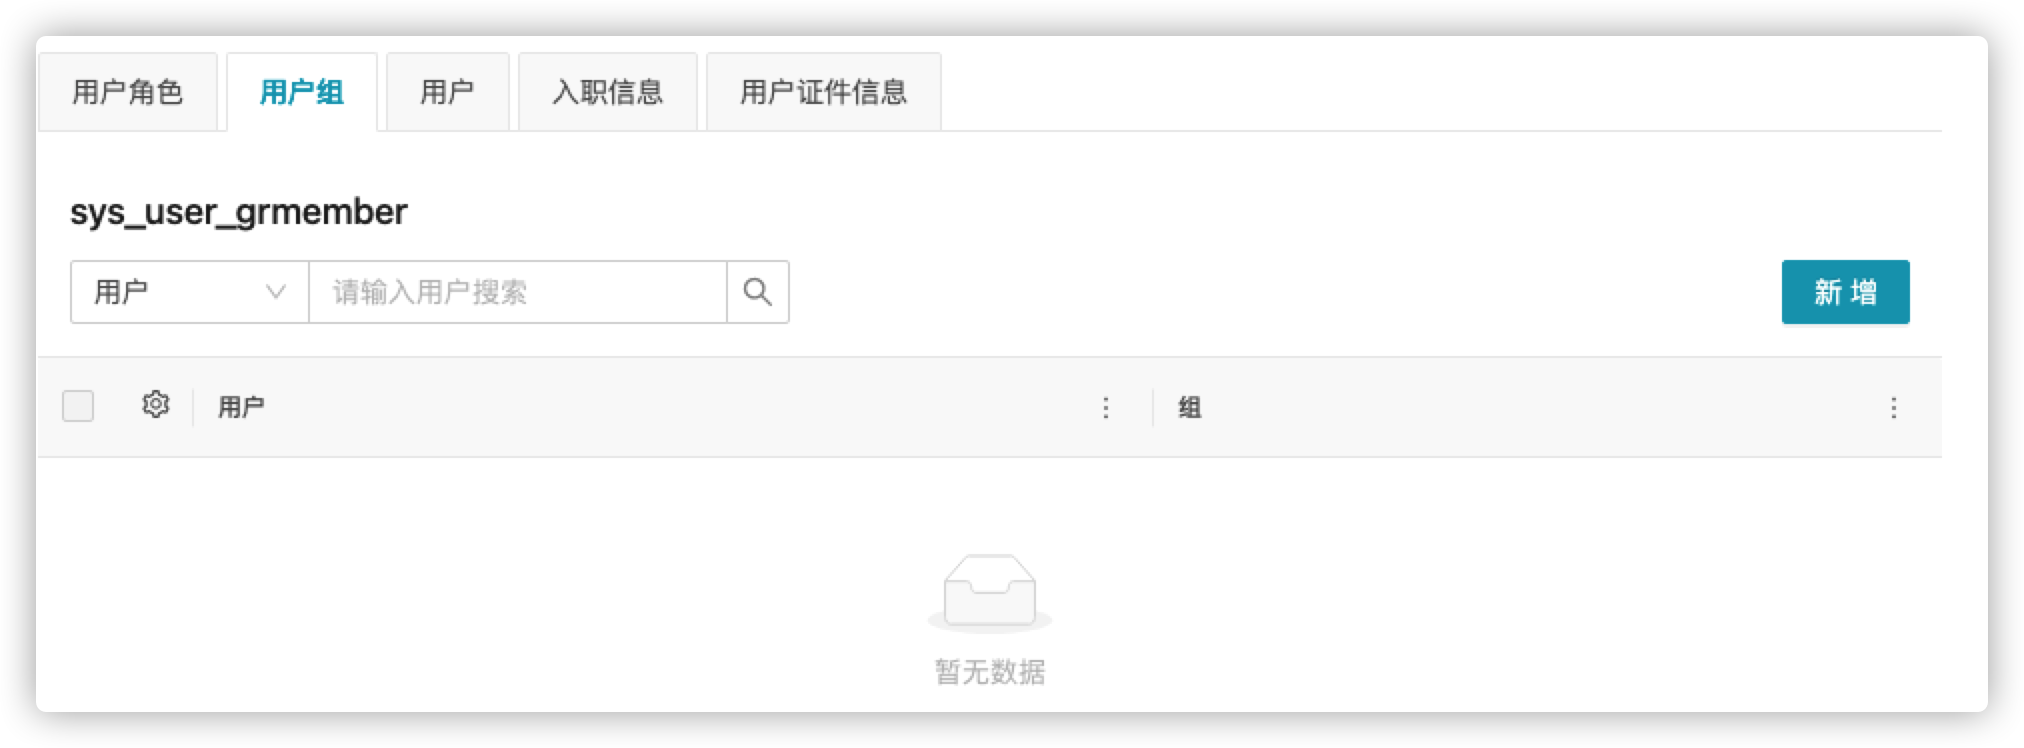 用户角色 用户组 用户 入职信息 用户证件信息
sys_user_grmember
用户 请输入用户搜索 新增
用户 组
暂无数据